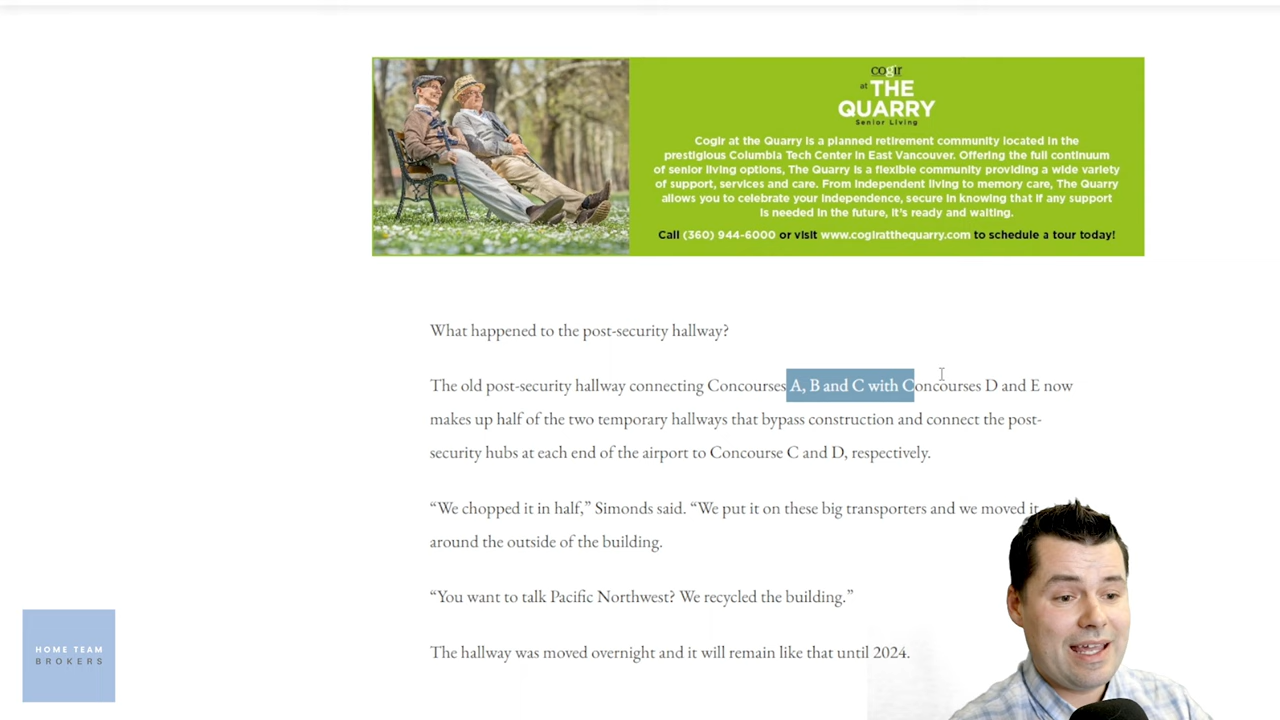 cogir
at THE
QUARRY
Senior Living
Cogir at the Quarry is a planned retirement community located in the
prestigious Columbia Tech Center in East Vancouver. Offering the full continuum
of senior living options, The Quarry is a flexible community providing a wide variety
of support, services and care. From independent living to memory care, The Quarry
allows you to celebrate your independence, secure in knowing that if any support
is needed in the future, it's ready and waiting.
Call (360) 944-6000 or visit www.cogiratthequarry.com to schedule a tour today!
What happened to the post-security hallway?
The old post-security hallway connecting Concourses A, B and C with Concourses D and E now
makes up half of the two temporary hallways that bypass construction and connect the post-
security hubs at each end of the airport to Concourse C and D, respectively.
“We chopped it in half,” Simonds said. “We put it on these big transporters and we moved it
around the outside of the building.
“You want to talk Pacific Northwest? We recycled the building.”
The hallway was moved overnight and it will remain like that until 2024.
HOME TEAM
BROKERS